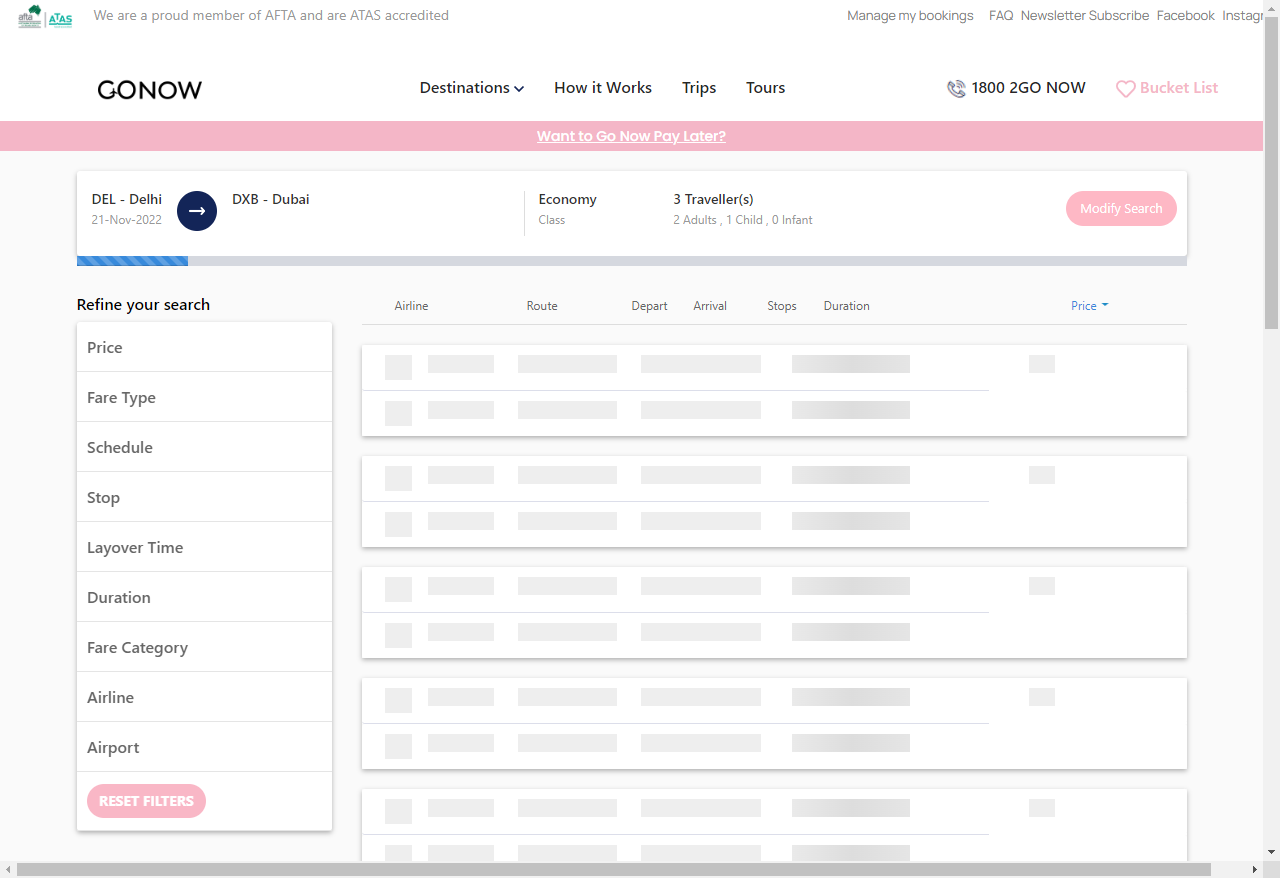 afta ATAS We are a proud member of AFTA and are ATAS accredited Manage my bookings FAQ Newsletter Subscribe Facebook Instagr
GONOW Destinations How it Works Trips Tours 1800 2GO NOW Bucket List
Want to Go Now Pay Later?
DEL - Delhi DXB - Dubai Economy 3 Traveller(s) Modify Search
21-Nov-2022 Class 2 Adults , 1 Child , 0 Infant
Refine your search Airline Route Depart Arrival Stops Duration Price
Price
Fare Type
Schedule
Stop
Layover Time
Duration
Fare Category
Airline
Airport
RESET FILTERS